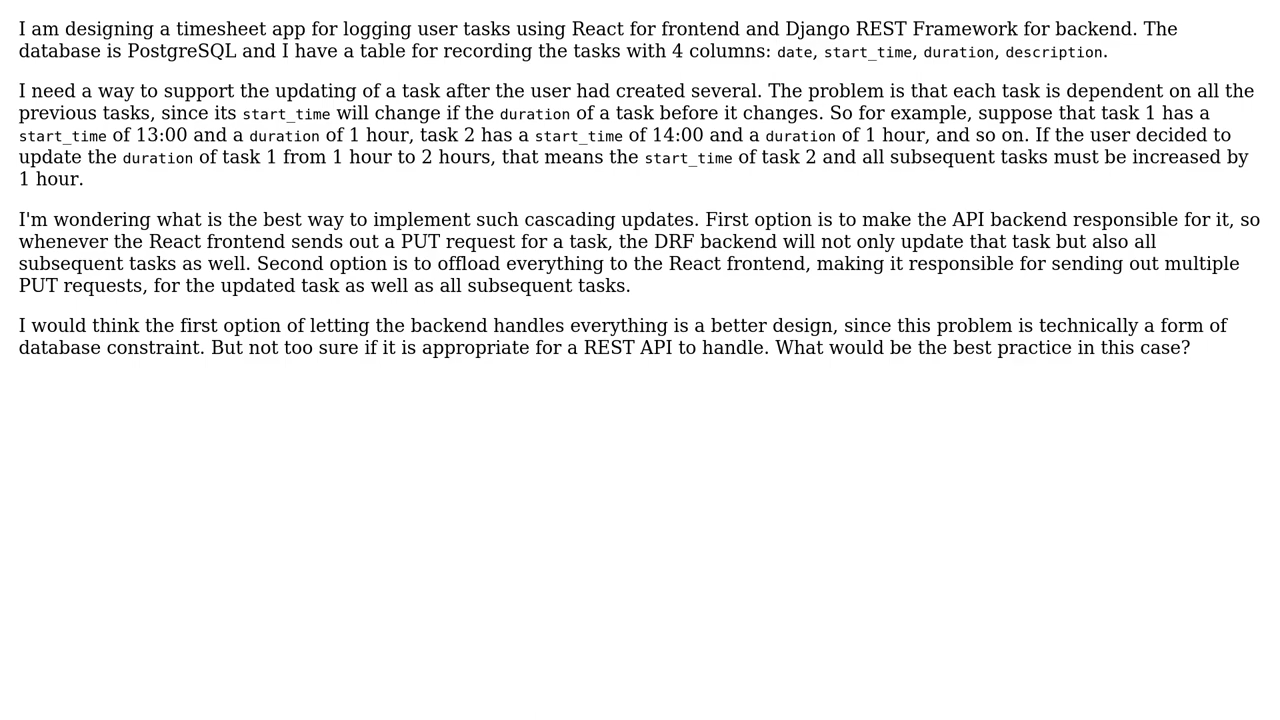 I am designing a timesheet app for logging user tasks using React for frontend and Django REST Framework for backend. The
database is PostgreSQL and I have a table for recording the tasks with 4 columns: date, start_time, duration, description.
I need a way to support the updating of a task after the user had created several. The problem is that each task is dependent on all the
previous tasks, since its start_time will change if the duration of a task before it changes. So for example, suppose that task 1 has a
start_time of 13:00 and a duration of 1 hour, task 2 has a start_time of 14:00 and a duration of 1 hour, and so on. If the user decided to
update the duration of task 1 from 1 hour to 2 hours, that means the start_time of task 2 and all subsequent tasks must be increased by
1 hour.
I'm wondering what is the best way to implement such cascading updates. First option is to make the API backend responsible for it, so
whenever the React frontend sends out a PUT request for a task, the DRF backend will not only update that task but also all
subsequent tasks as well. Second option is to offload everything to the React frontend, making it responsible for sending out multiple
PUT requests, for the updated task as well as all subsequent tasks.
I would think the first option of letting the backend handles everything is a better design, since this problem is technically a form of
database constraint. But not too sure if it is appropriate for a REST API to handle. What would be the best practice in this case?